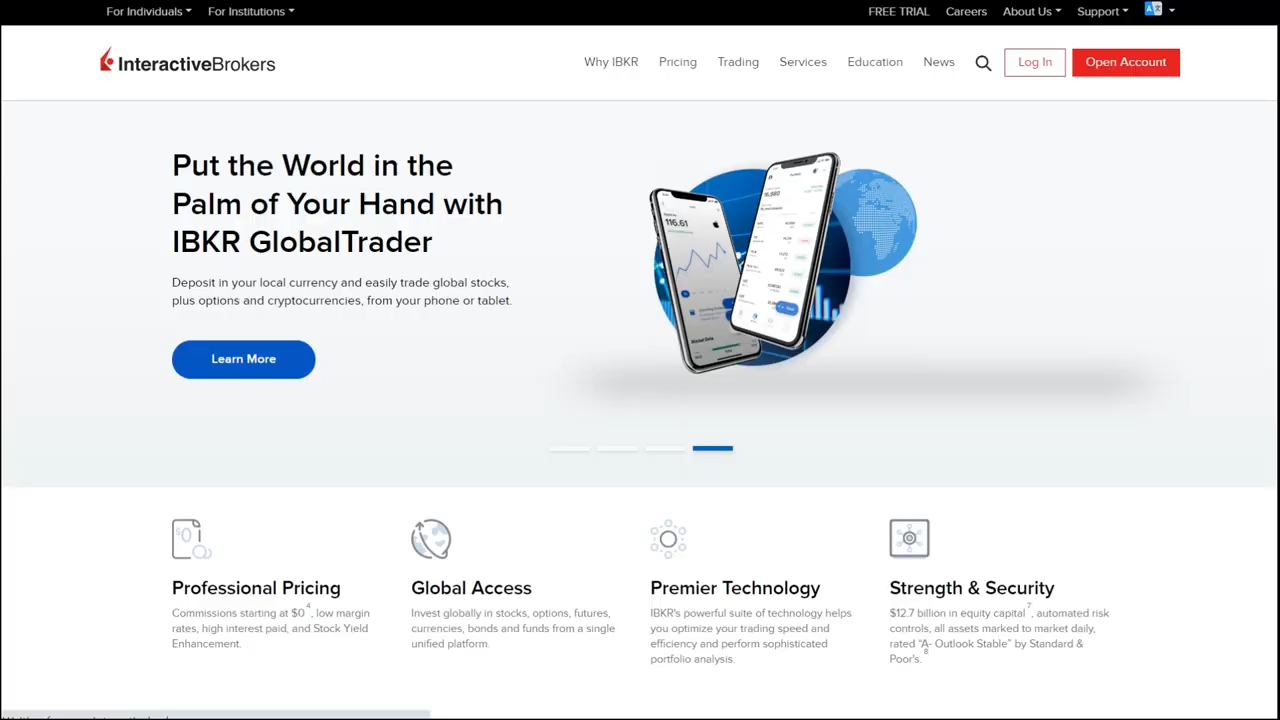 For Individuals For Institutions FREE TRIAL Careers About Us Support
InteractiveBrokers Why IBKR Pricing Trading Services Education News Log In Open Account
Put the World in the
Palm of Your Hand with
IBKR GlobalTrader
Deposit in your local currency and easily trade global stocks,
plus options and cryptocurrencies, from your phone or tablet.
Learn More
116.61
Professional Pricing
Commissions starting at $0 4, low margin
rates, high interest paid, and Stock Yield
Enhancement.
Global Access
Invest globally in stocks, options, futures,
currencies, bonds and funds from a single
unified platform.
Premier Technology
IBKR's powerful suite of technology helps
you optimize your trading speed and
efficiency and perform sophisticated
portfolio analysis.
Strength & Security
$12.7 billion in equity capital 7, automated risk
controls, all assets marked to market daily,
rated "A- Outlook Stable" by Standard &
Poor's. 8